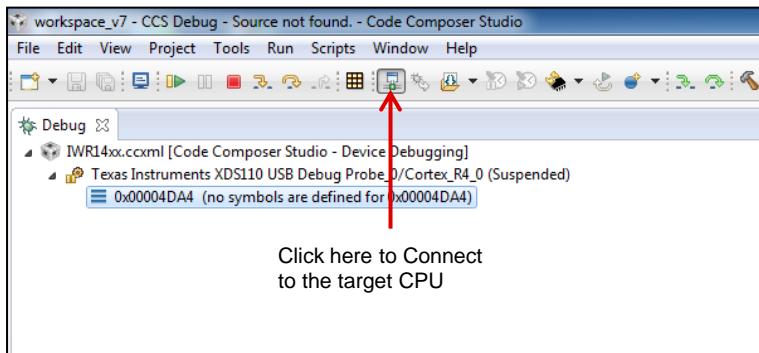 workspace_v7 - CCS Debug - Source not found. - Code Composer Studio
File Edit View Project Tools Run Scripts Window Help
Debug
IWR14xx.ccxml [Code Composer Studio - Device Debugging]
Texas Instruments XDS110 USB Debug Probe_0/Cortex_R4_0 (Suspended)
0x00004DA4 (no symbols are defined for 0x00004DA4)
Click here to Connect
to the target CPU